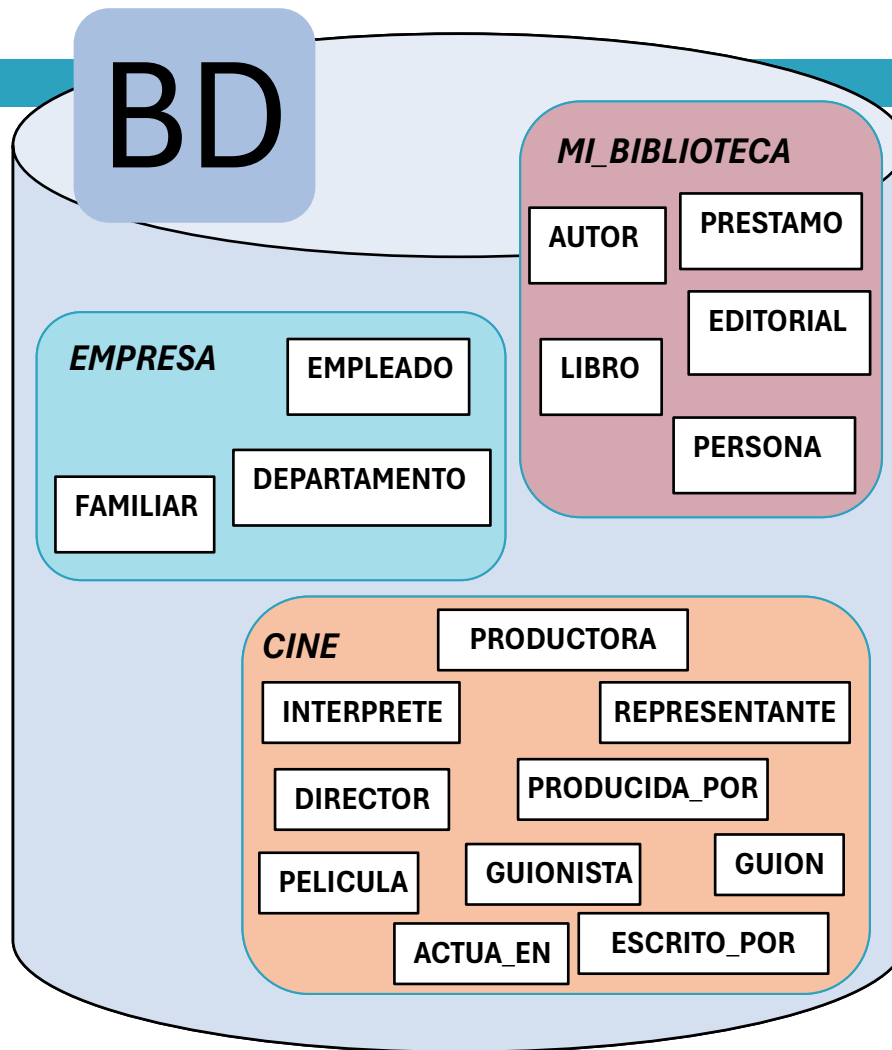 BD
MI_BIBLIOTECA
AUTOR
PRESTAMO
EDITORIAL
LIBRO
PERSONA
EMPRESA
EMPLEADO
DEPARTAMENTO
FAMILIAR
CINE
PRODUCTORA
INTERPRETE
REPRESENTANTE
DIRECTOR
PRODUCIDA_POR
PELICULA
GUIONISTA
GUION
ACTUA_EN
ESCRITO_POR